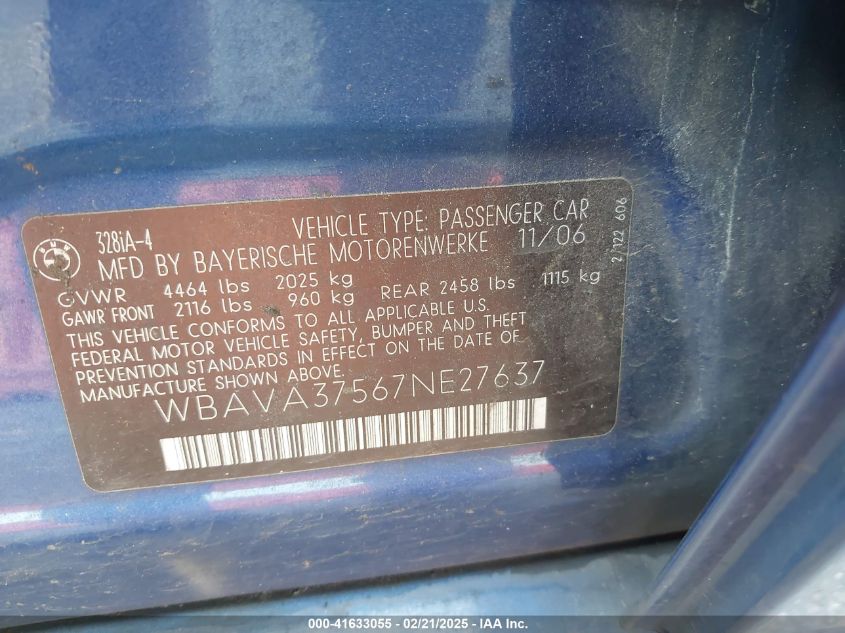 BMW
328iA-4 VEHICLE TYPE: PASSENGER CAR
MFD BY BAYERISCHE MOTORENWERKE 11/06
GVWR 4464 lbs 2025 kg
GAWR FRONT 2116 lbs 960 kg REAR 2458 lbs 1115 kg
THIS VEHICLE CONFORMS TO ALL APPLICABLE U.S.
FEDERAL MOTOR VEHICLE SAFETY, BUMPER AND THEFT
PREVENTION STANDARDS IN EFFECT ON THE DATE OF
MANUFACTURE SHOWN ABOVE.
WBAVA37567NE27637
2 122 606
000-41633055 - 02/21/2025 - IAAI Inc.